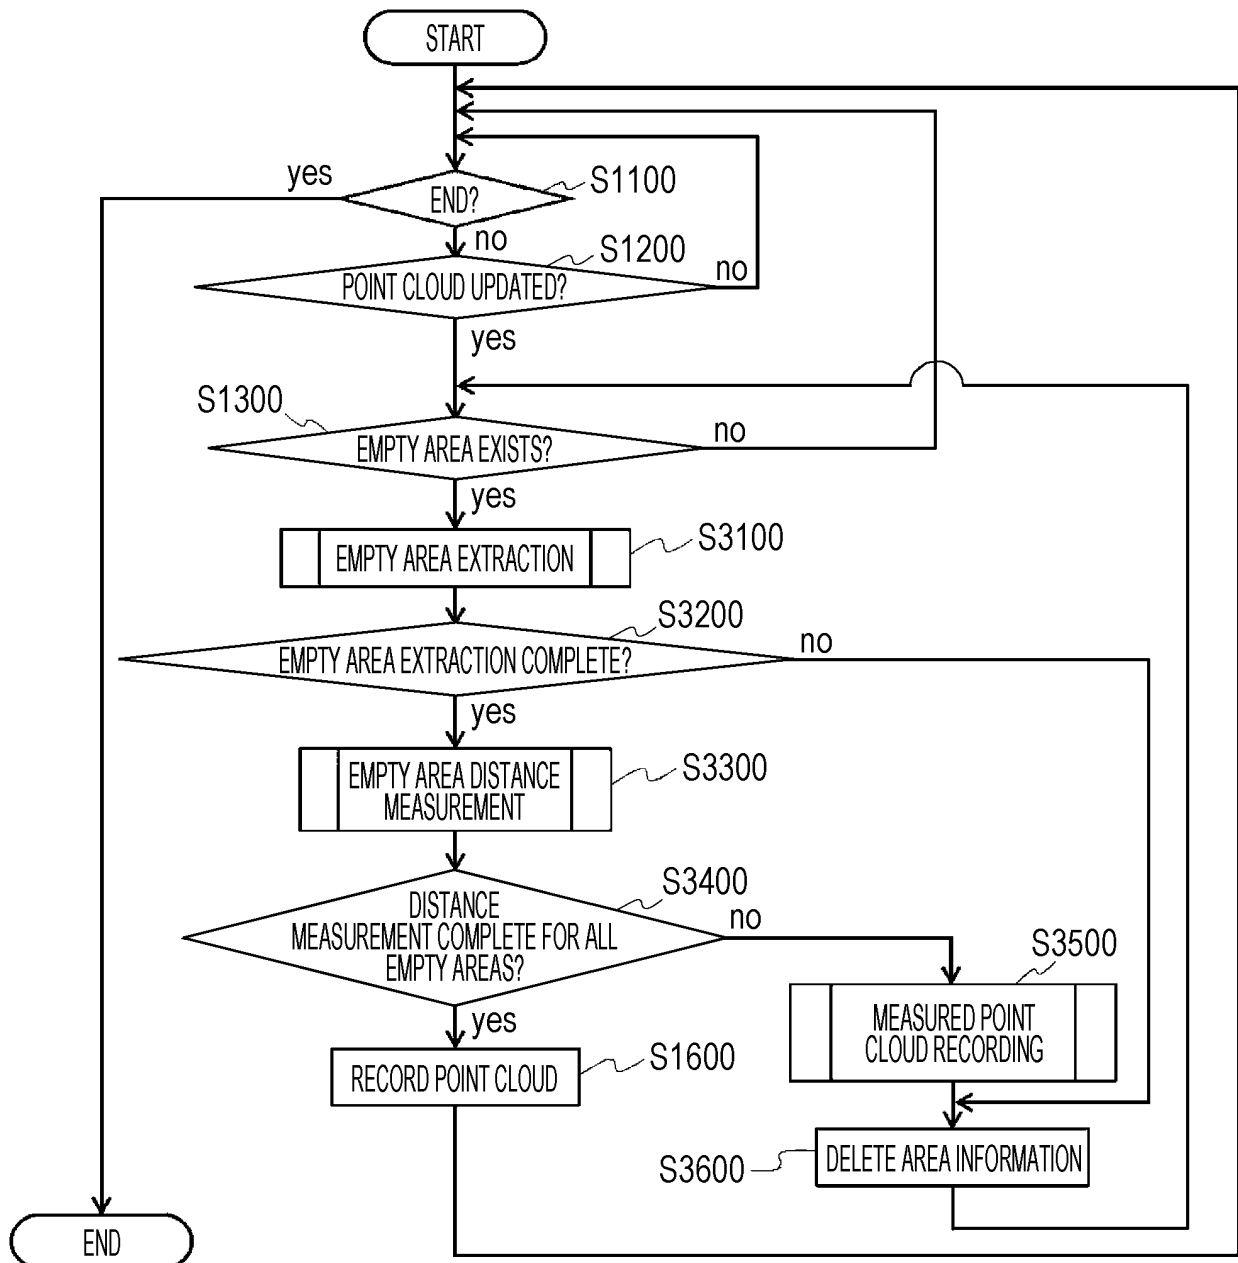 START
yes
S1100
END?
no
S1200
POINT CLOUD UPDATED?
no
yes
S1300
EMPTY AREA EXISTS?
no
yes
S3100
EMPTY AREA EXTRACTION
S3200
EMPTY AREA EXTRACTION COMPLETE?
no
yes
S3300
EMPTY AREA DISTANCE
MEASUREMENT
S3400
DISTANCE
MEASUREMENT COMPLETE FOR ALL
EMPTY AREAS?
no
yes
S3500
MEASURED POINT
CLOUD RECORDING
S1600
RECORD POINT CLOUD
S3600
DELETE AREA INFORMATION
END